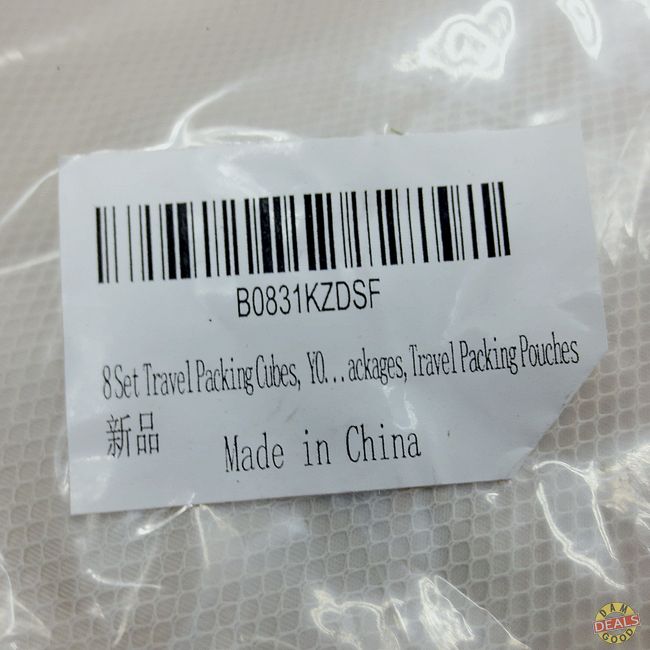 B0831KZDSF
8 Set Travel Packing Cubes, YO...ackages, Travel Packing Pouches
新品
Made in China
DAM
DEALS
GOOD